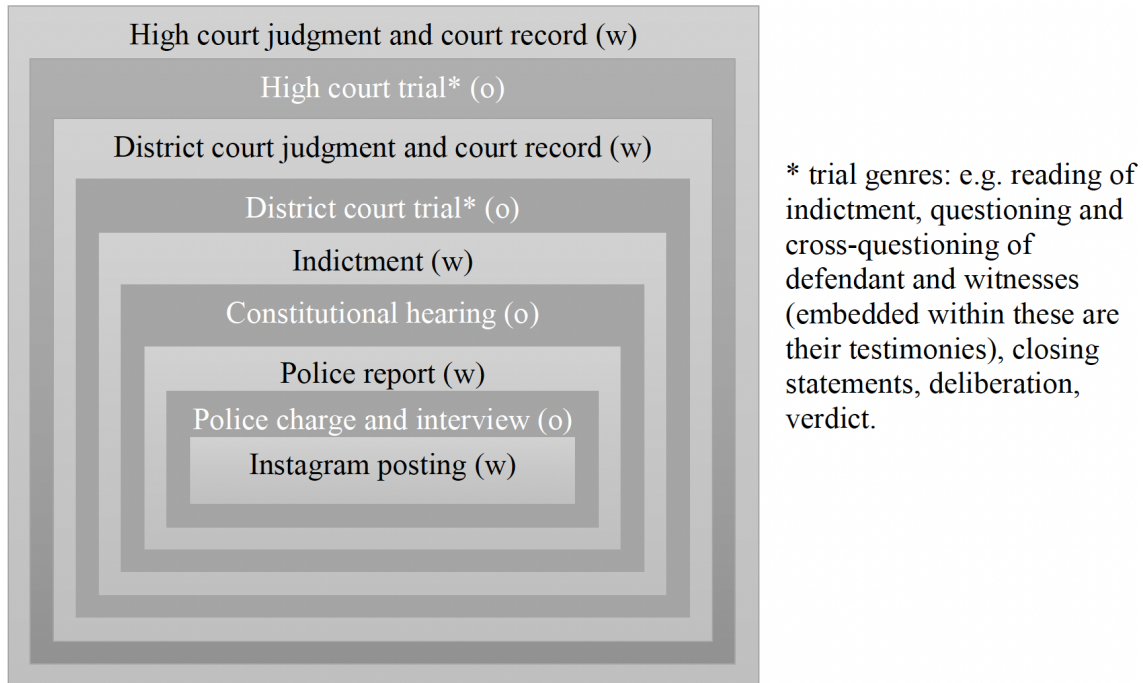 High court judgment and court record (w)
High court trial* (o)
District court judgment and court record (w)
District court trial* (o)
Indictment (w)
Constitutional hearing (o)
Police report (w)
Police charge and interview (o)
Instagram posting (w)
* trial genres: e.g. reading of
indictment, questioning and
cross-questioning of
defendant and witnesses
(embedded within these are
their testimonies), closing
statements, deliberation,
verdict.